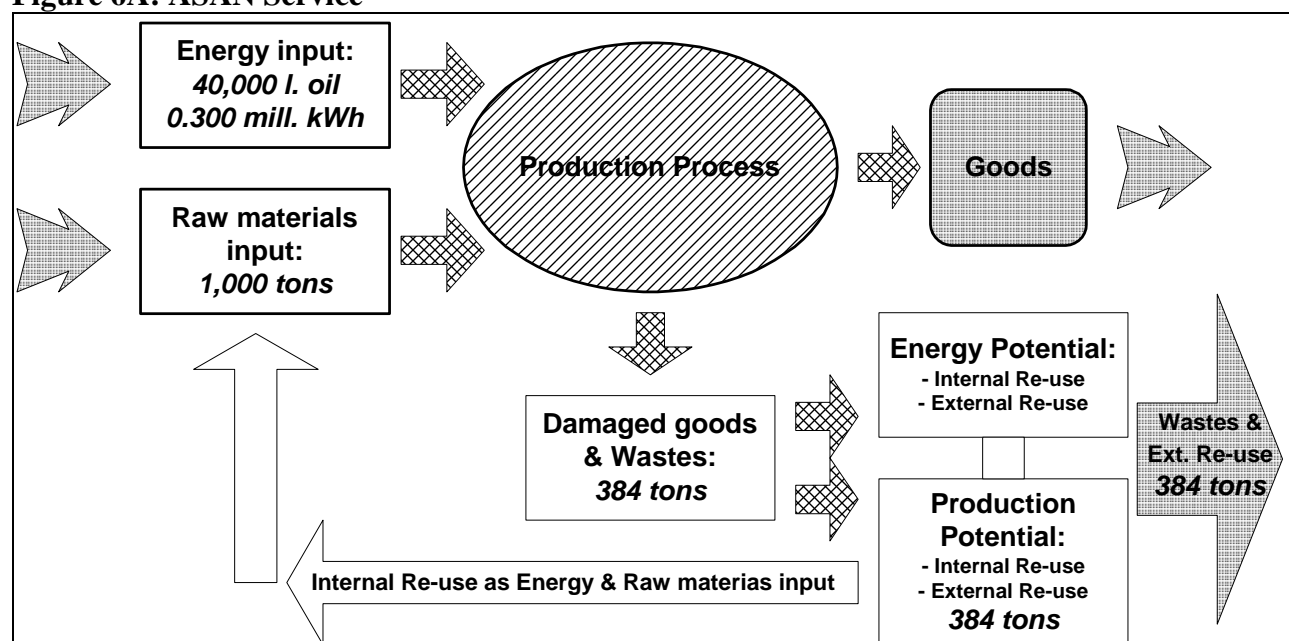 Figure 6A: ASAN Service
Energy input:
40,000 l. oil
0.300 mill. kWh
Production Process
Goods
Raw materials
input:
1,000 tons
Energy Potential:
- Internal Re-use
- External Re-use
Damaged goods
& Wastes:
384 tons
Wastes &
Ext. Re-use
384 tons
Production
Potential:
- Internal Re-use
- External Re-use
384 tons
Internal Re-use as Energy & Raw materias input